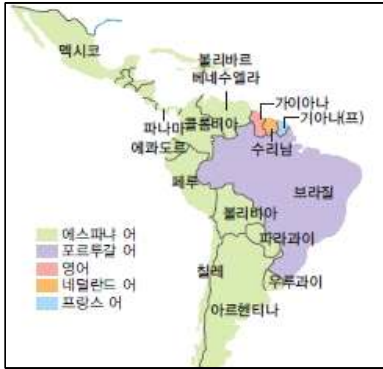 멕시코
볼리바르
베네수엘라
가이아나
기아나(프)
파나마
콜롬비아
수리남
에콰도르
페루
브라질
볼리비아
파라과이
칠레
우루과이
아르헨티나
에스파냐 어
포르투갈 어
영어
네덜란드 어
프랑스 어